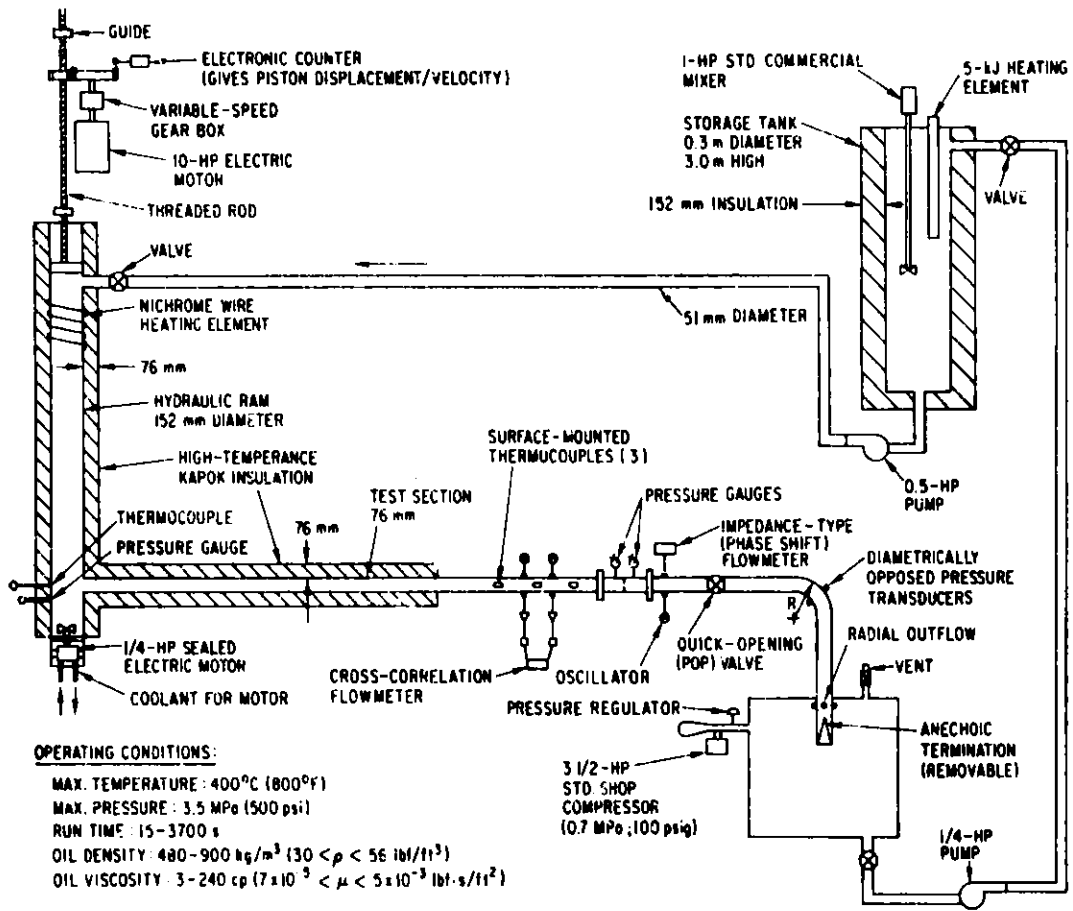 GUIDE
ELECTRONIC COUNTER
(GIVES PISTON DISPLACEMENT/VELOCITY)
VARIABLE-SPEED
GEAR BOX
10-HP ELECTRIC
MOTOR
THREADED ROD
VALVE
NICHROME WIRE
HEATING ELEMENT
76 mm
HYDRAULIC RAM
152 mm DIAMETER
HIGH-TEMPERANCE
KAPOK INSULATION
THERMOCOUPLE
PRESSURE GAUGE
1/4-HP SEALED
ELECTRIC MOTOR
COOLANT FOR MOTOR
1-HP STD COMMERCIAL
MIXER
5-kJ HEATING
ELEMENT
STORAGE TANK
0.3 m DIAMETER
3.0 m HIGH
152 mm INSULATION
VALVE
51 mm DIAMETER
0.5-HP
PUMP
SURFACE-MOUNTED
THERMOCOUPLES (3)
TEST SECTION
76 mm
76 mm
PRESSURE GAUGES
IMPEDANCE-TYPE
(PHASE SHIFT)
FLOWMETER
DIAMETRICALLY
OPPOSED PRESSURE
TRANSDUCERS
R
CROSS-CORRELATION
FLOWMETER
OSCILLATOR
QUICK-OPENING
(POP) VALVE
RADIAL OUTFLOW
VENT
PRESSURE REGULATOR
3 1/2-HP
STD. SHOP
COMPRESSOR
(0.7 MPa; 100 psig)
ANECHOIC
TERMINATION
(REMOVABLE)
1/4-HP
PUMP
OPERATING CONDITIONS:
MAX. TEMPERATURE: 400°C (800°F)
MAX. PRESSURE: 3.5 MPa (500 psi)
RUN TIME: 15-3700 s
OIL DENSITY: 480-900 kg/m³ (30 < ρ < 56 lbf/ft³)
OIL VISCOSITY: 3-240 cp (7x10⁻⁵ < μ < 5x10⁻³ lbf·s/ft²)